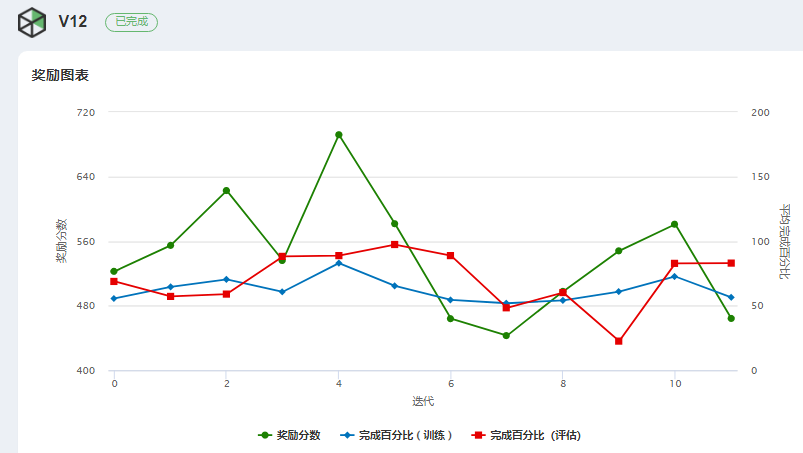 V12 已完成
奖励图表
720 200
640 150
560 100
480 50
400 0
奖励分数
评均完成百分比
0 2 4 6 8 10
迭代
奖励分数 完成百分比 ( 训练 ) 完成百分比 (评估)